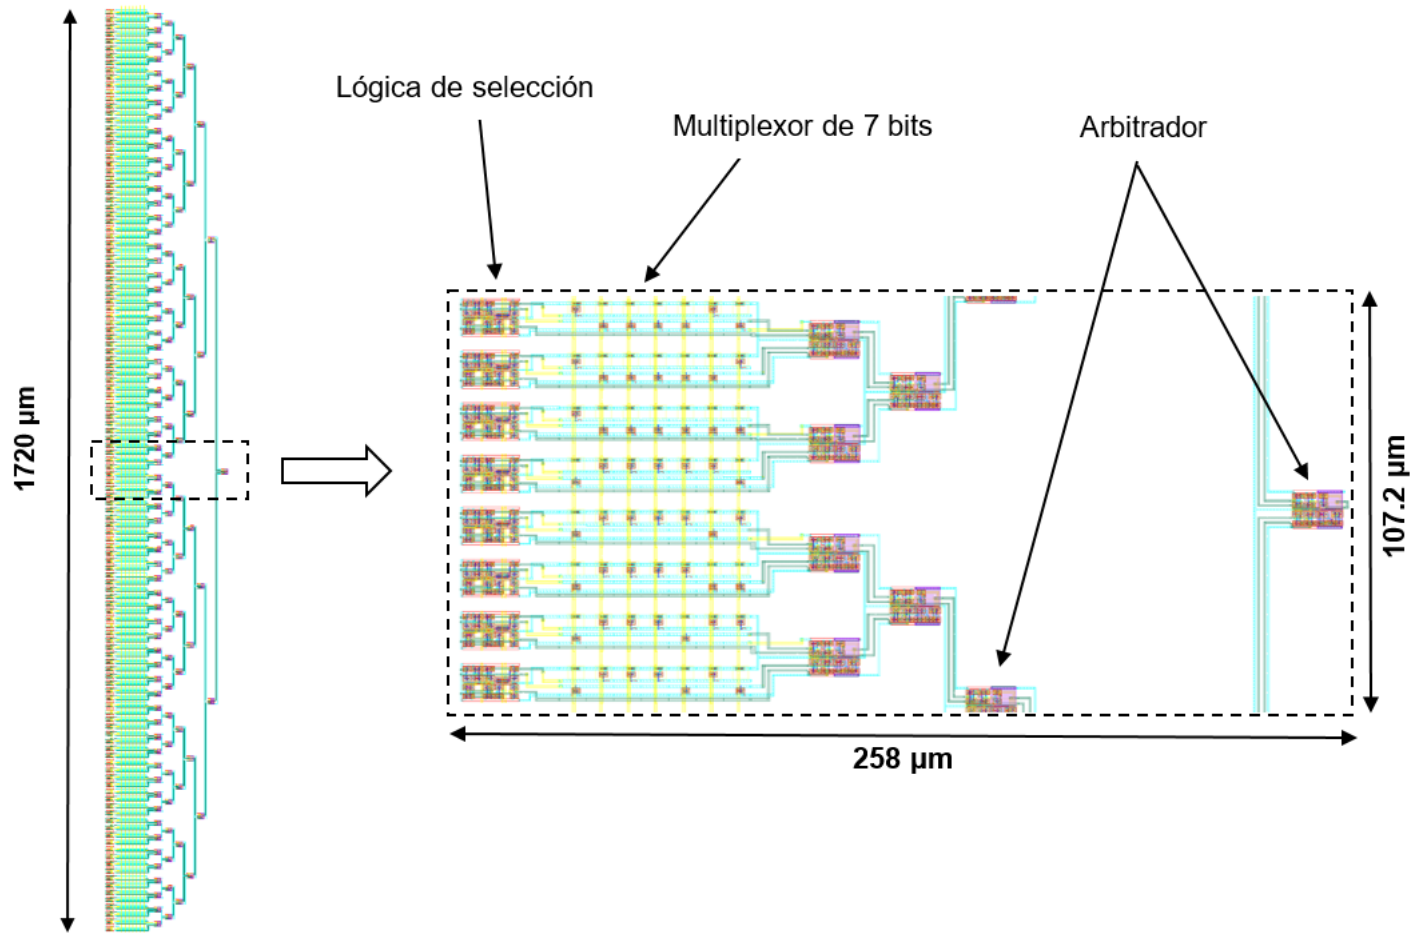 Lógica de selección
Multiplexor de 7 bits
Arbitrador
1720 µm
107.2 µm
258 µm